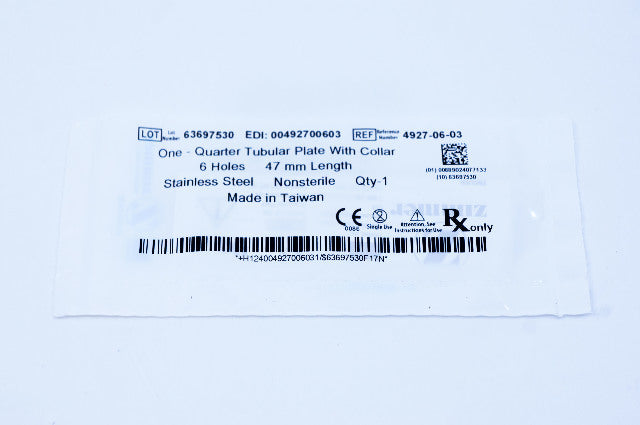 LOT Lot Number 63697530 EDI: 00492700603 REF Reference Number 4927-06-03
One - Quarter Tubular Plate With Collar
6 Holes 47 mm Length
Stainless Steel Nonsterile Qty-1
Made in Taiwan
(10) 63697530
CE 0086 Single Use Attention, See Instructions for Use Rx only
*+H124004927006031/$63697530F17N*